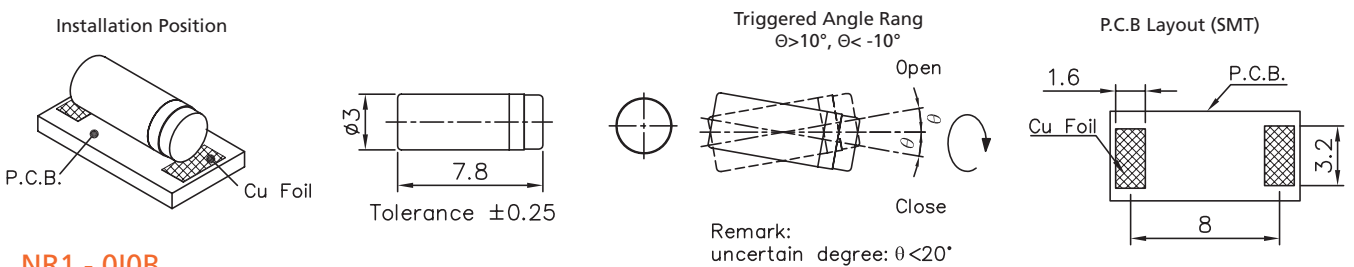 Installation Position
P.C.B.
Cu Foil
ø3
7.8
Tolerance ±0.25
Triggered Angle Rang
Θ>10°, Θ< -10°
Open
θ
θ
Close
Remark:
uncertain degree: θ<20°
P.C.B Layout (SMT)
1.6
P.C.B.
Cu Foil
3.2
8